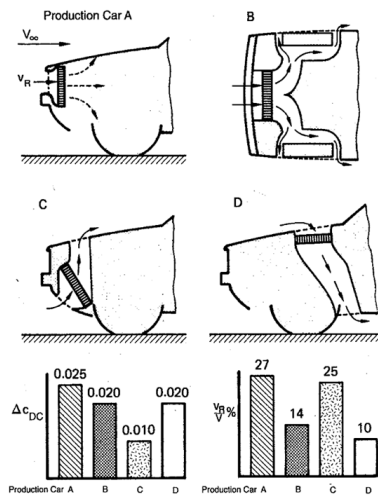 Production Car A
B
V∞
vR
C
D
0.025
0.020
0.020
0.010
ΔcDC
Production Car A B C D
27
25
14
10
vR/V %
Production Car A B C D